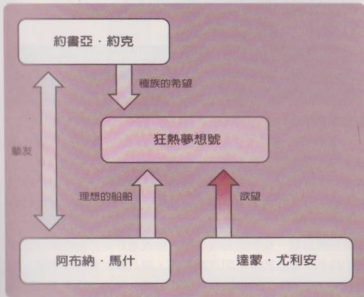 約書亞・約克
種族的希望
摯友
狂熱夢想號
理想的船舶
欲望
阿布納・馬什
達蒙・尤利安